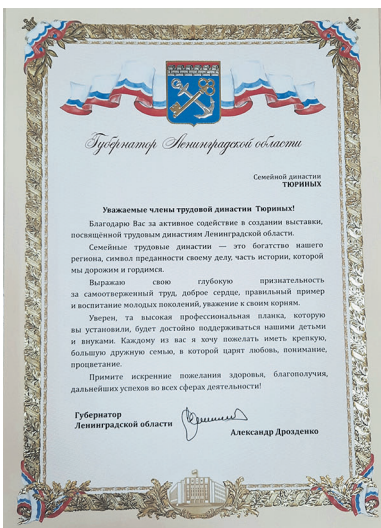 Губернатор Ленинградской области
Семейной династии
ТЮРИНЫХ
Уважаемые члены трудовой династии Тюриных!
Благодарю Вас за активное содействие в создании выставки,
посвящённой трудовым династиям Ленинградской области.
Семейные трудовые династии — это богатство нашего
региона, символ преданности своему делу, часть истории, которой
мы дорожим и гордимся.
Выражаю свою глубокую признательность
за самоотверженный труд, доброе сердце, правильный пример
и воспитание молодых поколений, уважение к своим корням.
Уверен, та высокая профессиональная планка, которую
вы установили, будет достойно поддерживаться нашими детьми
и внуками. Каждому из вас я хочу пожелать иметь крепкую,
большую дружную семью, в которой царят любовь, понимание,
процветание.
Примите искренние пожелания здоровья, благополучия,
дальнейших успехов во всех сферах деятельности!
Губернатор
Ленинградской области
Александр Дрозденко